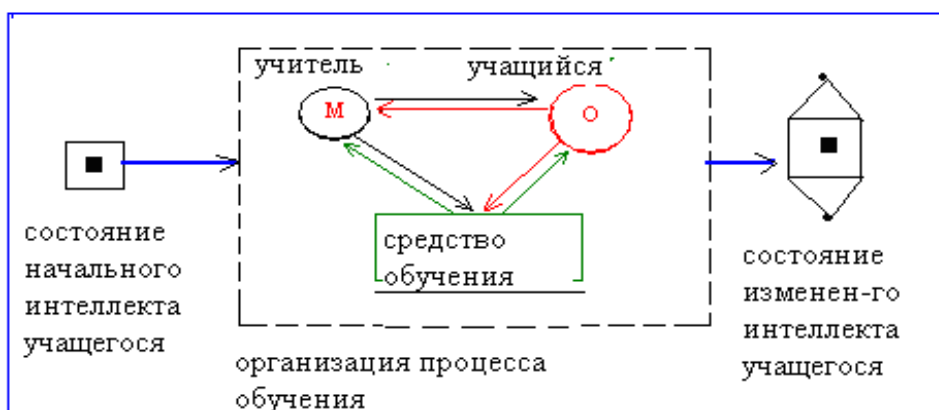 учитель
учащийся
М
О
состояние
начального
интеллекта
учащегося
средство
обучения
состояние
изменен-го
интеллекта
учащегося
организация процесса
обучения